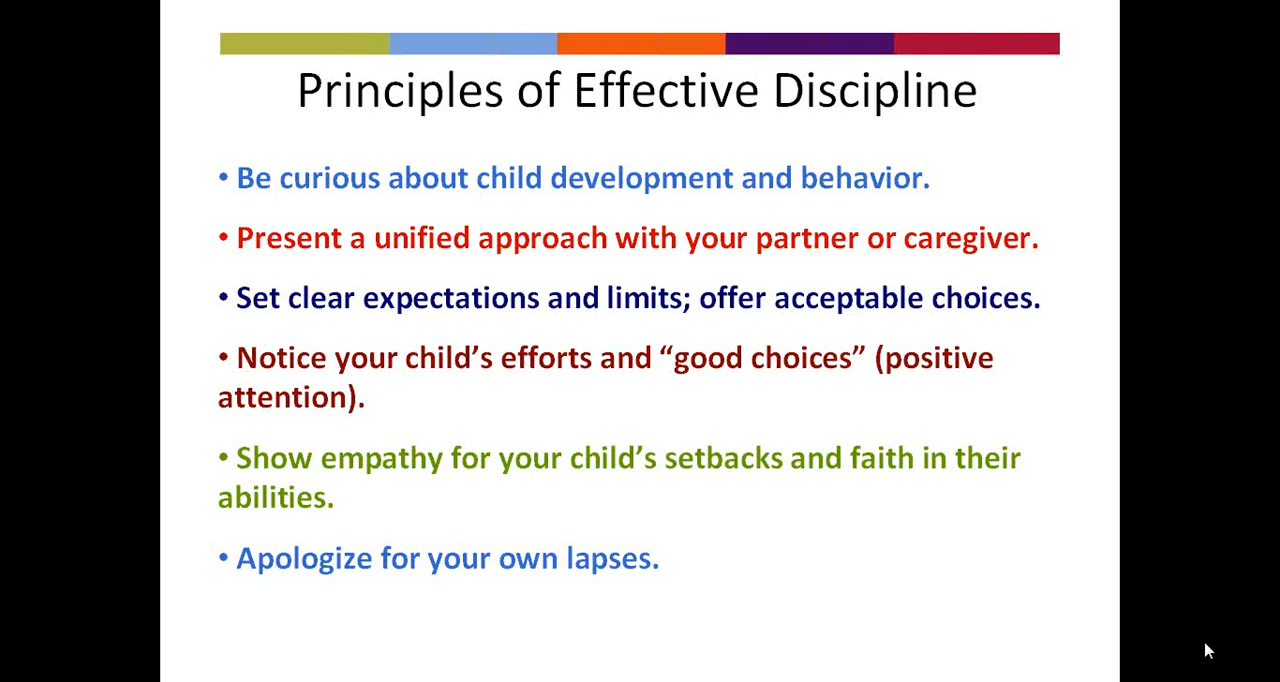 Principles of Effective Discipline
• Be curious about child development and behavior.
• Present a unified approach with your partner or caregiver.
• Set clear expectations and limits; offer acceptable choices.
• Notice your child’s efforts and “good choices” (positive
attention).
• Show empathy for your child’s setbacks and faith in their
abilities.
• Apologize for your own lapses.